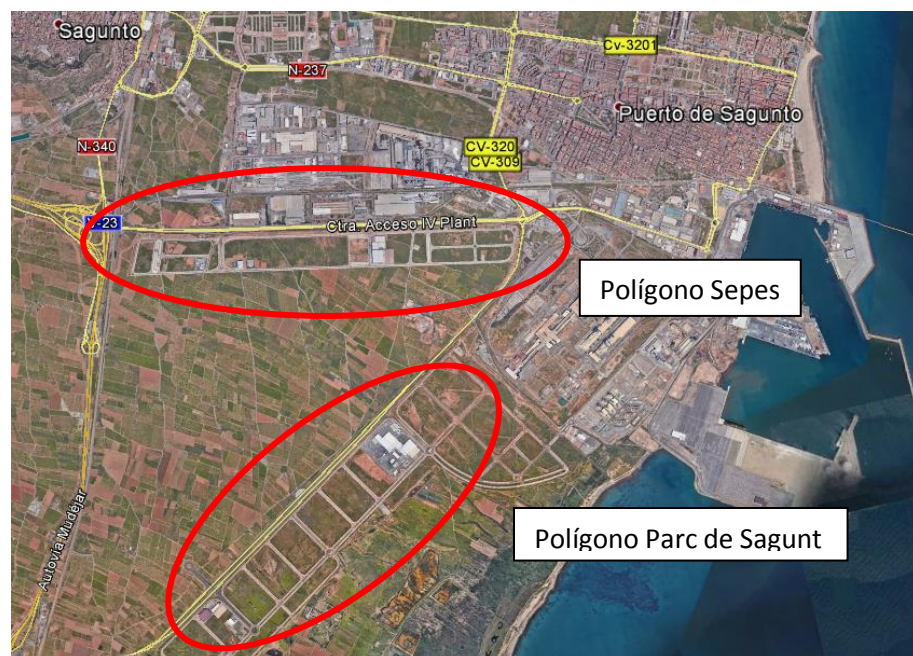 Sagunto
Cv-3201
N-237
Puerto de Sagunto
N-340
CV-320
CV-309
-23
Ctra. Acceso IV Plant
Polígono Sepes
Polígono Parc de Sagunt
Autovía Mudéjar